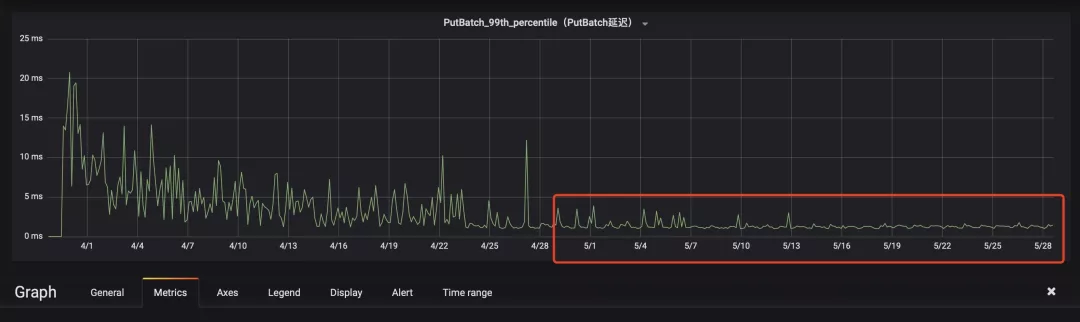 PutBatch_99th_percentile（PutBatch延迟）
25 ms
20 ms
15 ms
10 ms
5 ms
0 ms
4/1 4/4 4/7 4/10 4/13 4/16 4/19 4/22 4/25 4/28 5/1 5/4 5/7 5/10 5/13 5/16 5/19 5/22 5/25 5/28
Graph General Metrics Axes Legend Display Alert Time range